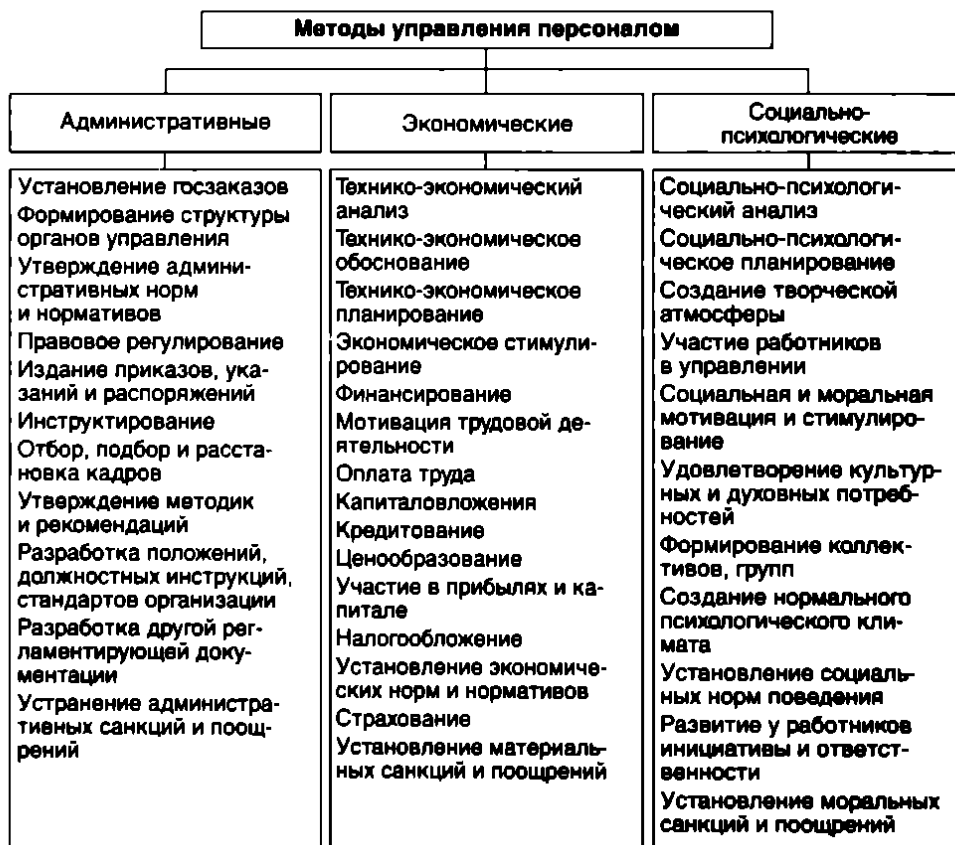 Методы управления персоналом
Административные
Экономические
Социально-
психологические
Установление госзаказов
Формирование структуры
органов управления
Утверждение админи-
стративных норм
и нормативов
Правовое регулирование
Издание приказов, ука-
заний и распоряжений
Инструктирование
Отбор, подбор и расста-
новка кадров
Утверждение методик
и рекомендаций
Разработка положений,
должностных инструкций,
стандартов организации
Разработка другой рег-
ламентирующей доку-
ментации
Устранение администра-
тивных санкций и поощ-
рений
Технико-экономический
анализ
Технико-экономическое
обоснование
Технико-экономическое
планирование
Экономическое стимули-
рование
Финансирование
Мотивация трудовой де-
ятельности
Оплата труда
Капиталовложения
Кредитование
Ценообразование
Участие в прибылях и ка-
питале
Налогообложение
Установление экономиче-
ских норм и нормативов
Страхование
Установление материаль-
ных санкций и поощрений
Социально-психологи-
ческий анализ
Социально-психологи-
ческое планирование
Создание творческой
атмосферы
Участие работников
в управлении
Социальная и моральная
мотивация и стимулиро-
вание
Удовлетворение культур-
ных и духовных потреб-
ностей
Формирование коллек-
тивов, групп
Создание нормального
психологического кли-
мата
Установление социаль-
ных норм поведения
Развитие у работников
инициативы и ответст-
венности
Установление моральных
санкций и поощрений